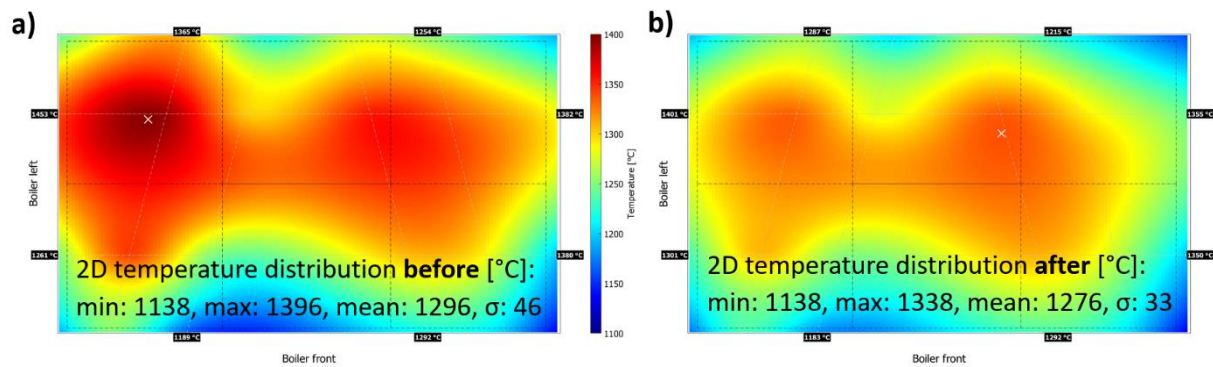 a)
1365 °C
1254 °C
1453 °C
1382 °C
Boiler left
1261 °C
1380 °C
2D temperature distribution before [°C]:
min: 1138, max: 1396, mean: 1296, σ: 46
1189 °C
1292 °C
Boiler front
1400
1350
1300
1250
1200
1150
1100
Temperature [°C]
b)
1287 °C
1215 °C
1401 °C
1355 °C
Boiler left
1301 °C
1350 °C
2D temperature distribution after [°C]:
min: 1138, max: 1338, mean: 1276, σ: 33
1183 °C
1292 °C
Boiler front